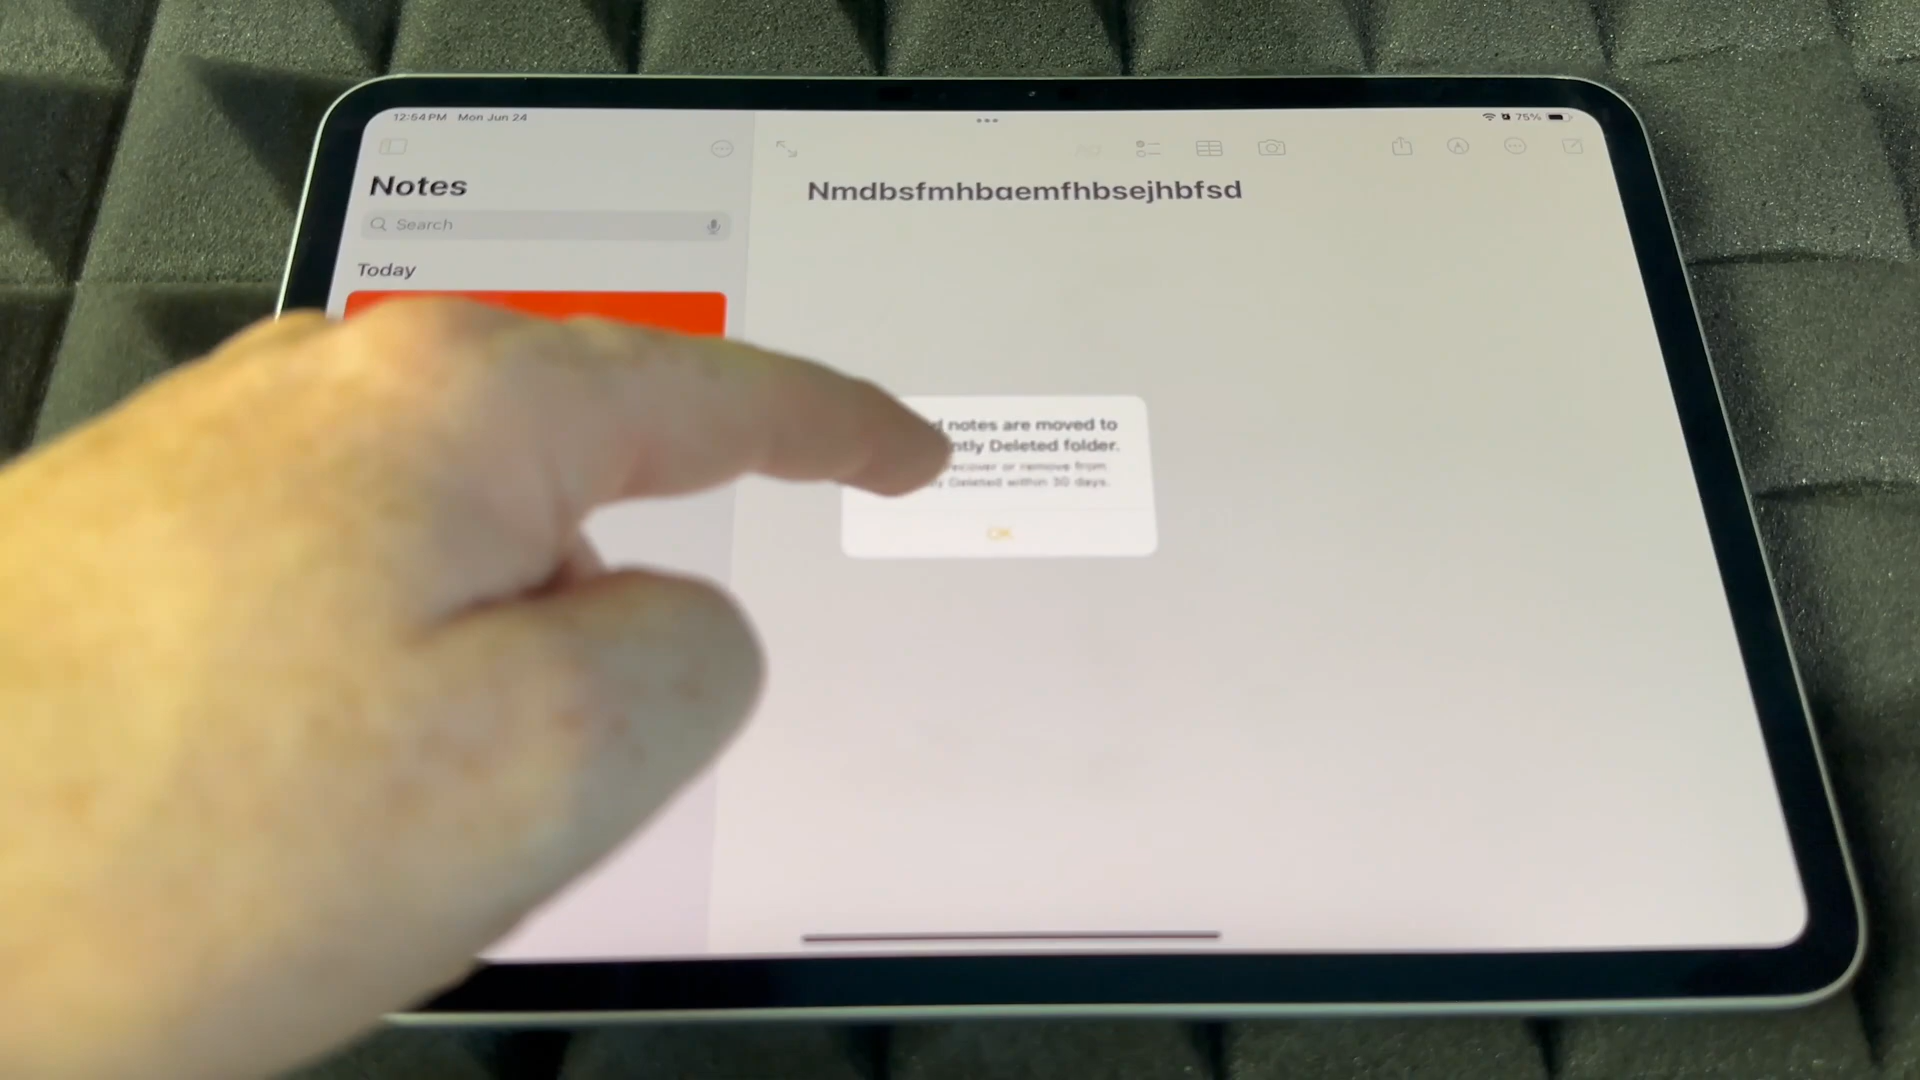 12:54 PM Mon Jun 24
75%
Notes
Search
Today
Nmdbsfmhbaemfhbsejhbfsd
notes are moved to
Deleted folder.
recover or remove from
Deleted within 30 days.
OK